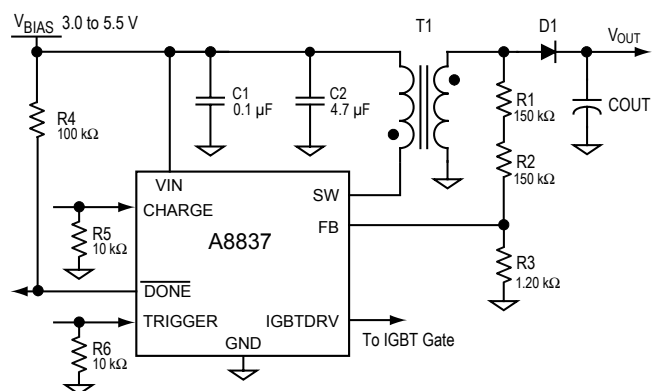 VBIAS 3.0 to 5.5 V
T1
D1
VOUT
R4
100 kΩ
C1
0.1 µF
C2
4.7 µF
R1
150 kΩ
COUT
R2
150 kΩ
VIN
SW
CHARGE
FB
R5
10 kΩ
A8837
R3
1.20 kΩ
DONE
TRIGGER
IGBTDRV
To IGBT Gate
R6
10 kΩ
GND